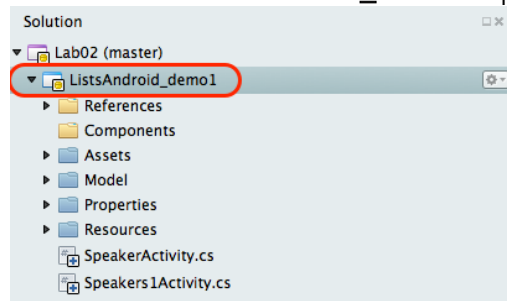 Solution
Lab02 (master)
ListsAndroid_demo1
References
Components
Assets
Model
Properties
Resources
SpeakerActivity.cs
Speakers1Activity.cs